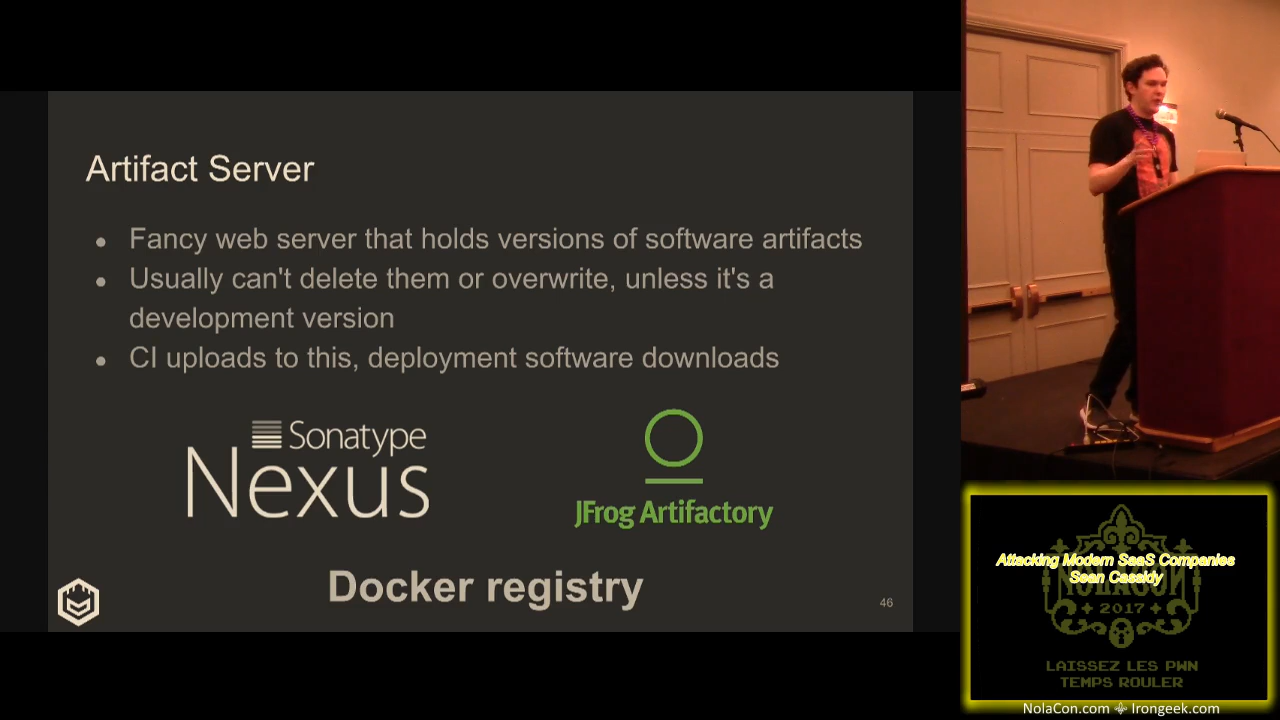 Artifact Server
Fancy web server that holds versions of software artifacts
Usually can't delete them or overwrite, unless it's a
development version
CI uploads to this, deployment software downloads
Sonatype
Nexus
JFrog Artifactory
Docker registry
46
Attacking Modern SaaS Companies
Sean Cassidy
NOLACON
2017
LAISSEZ LES PWN
TEMPS ROULER
NolaCon.com Irongeek.com